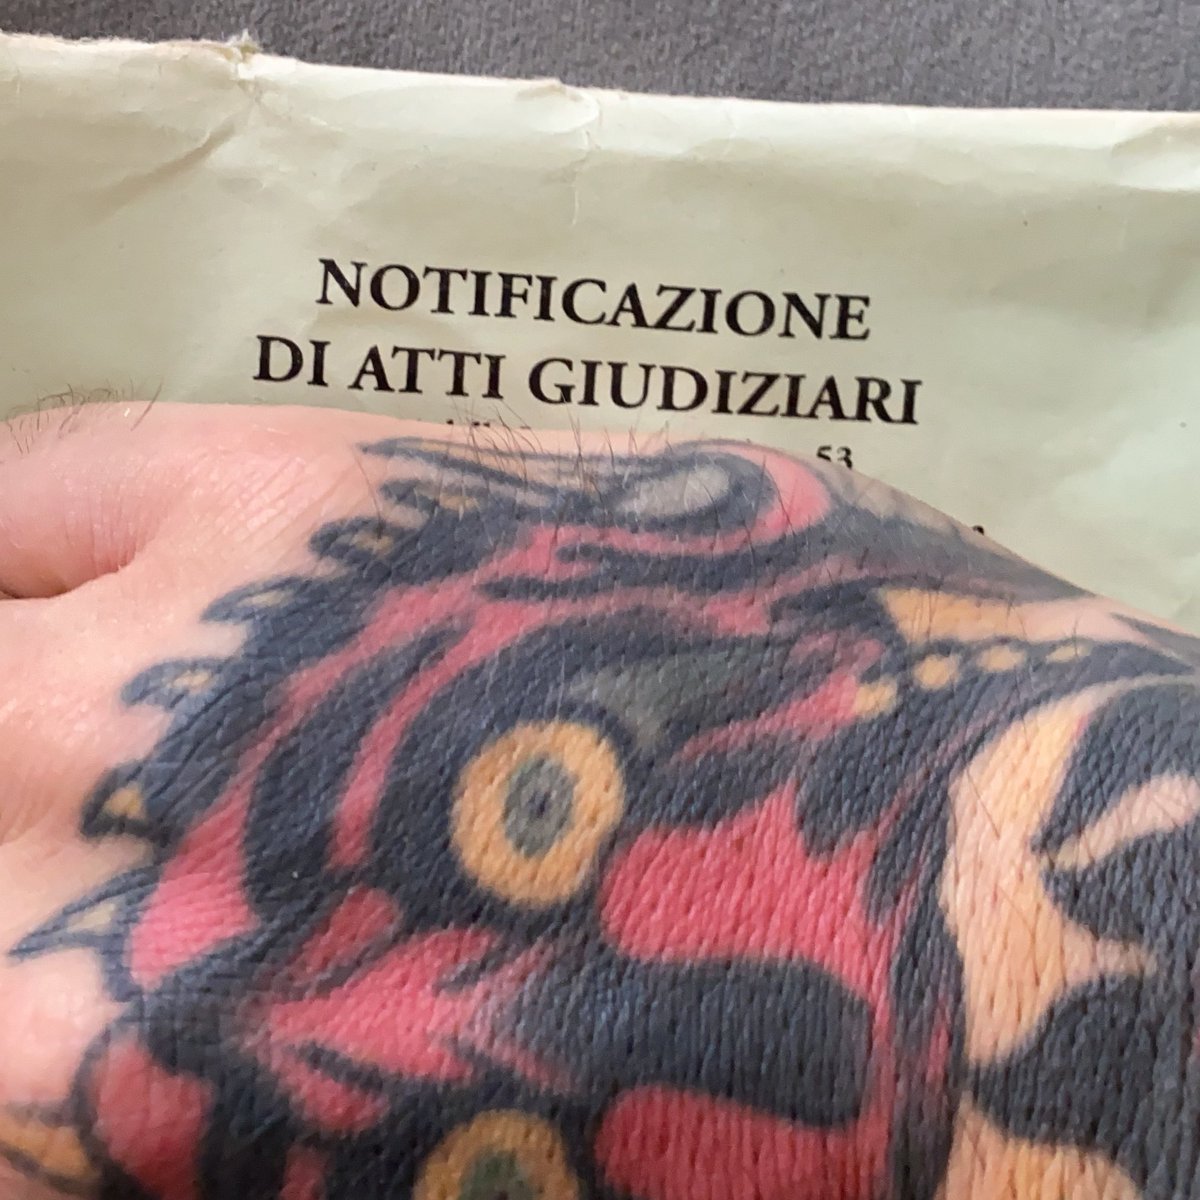 NOTIFICAZIONE
DI ATTI GIUDIZIARI
53